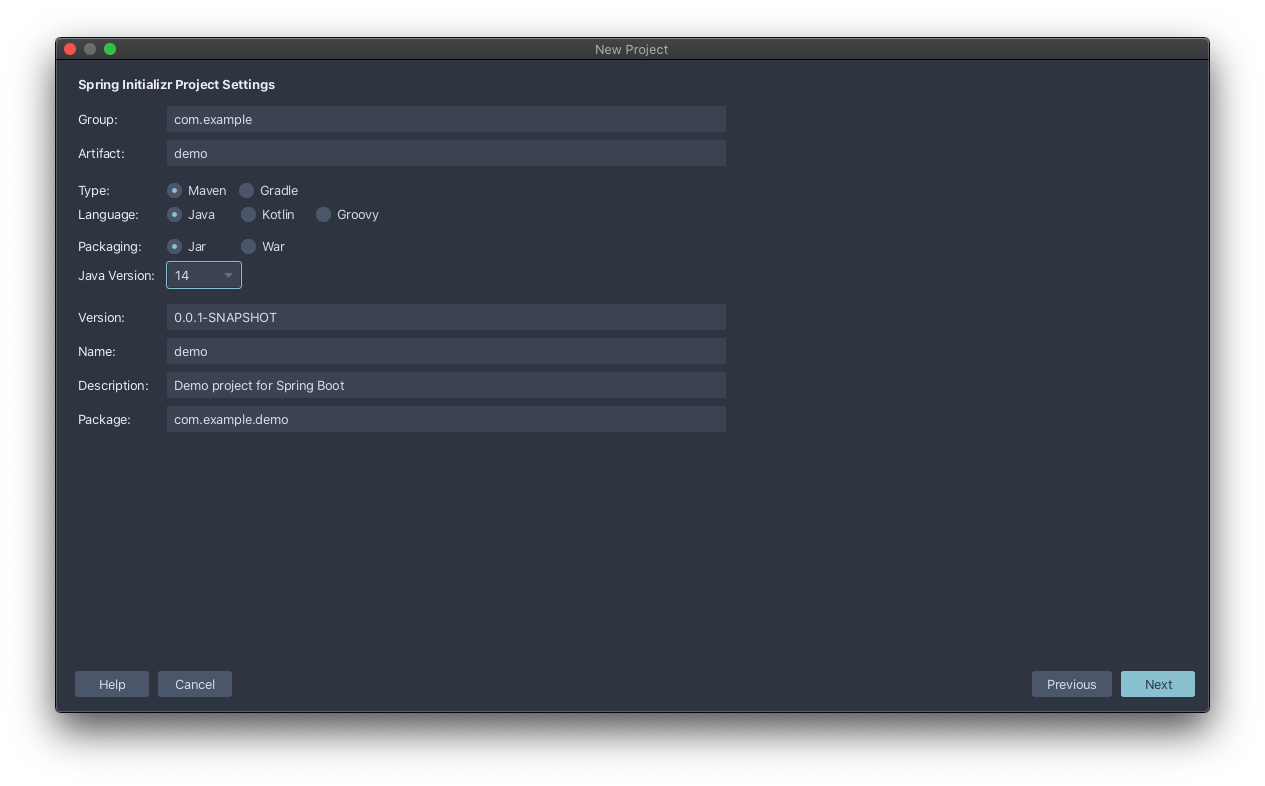 New Project
Spring Initializr Project Settings
Group: com.example
Artifact: demo
Type: Maven Gradle
Language: Java Kotlin Groovy
Packaging: Jar War
Java Version: 14
Version: 0.0.1-SNAPSHOT
Name: demo
Description: Demo project for Spring Boot
Package: com.example.demo
Help Cancel Previous Next